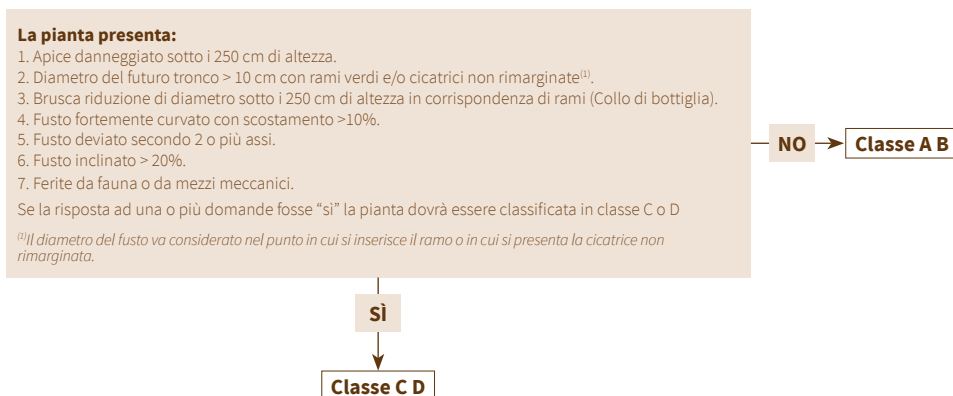 La pianta presenta:
1. Apice danneggiato sotto i 250 cm di altezza.
2. Diametro del futuro tronco > 10 cm con rami verdi e/o cicatrici non rimarginate(1).
3. Brusca riduzione di diametro sotto i 250 cm di altezza in corrispondenza di rami (Collo di bottiglia).
4. Fusto fortemente curvato con scostamento >10%.
5. Fusto deviato secondo 2 o più assi.
6. Fusto inclinato > 20%.
7. Ferite da fauna o da mezzi meccanici.
Se la risposta ad una o più domande fosse “sì” la pianta dovrà essere classificata in classe C o D
(1)Il diametro del fusto va considerato nel punto in cui si inserisce il ramo o in cui si presenta la cicatrice non
rimarginata.
NO
Classe A B
SÌ
Classe C D